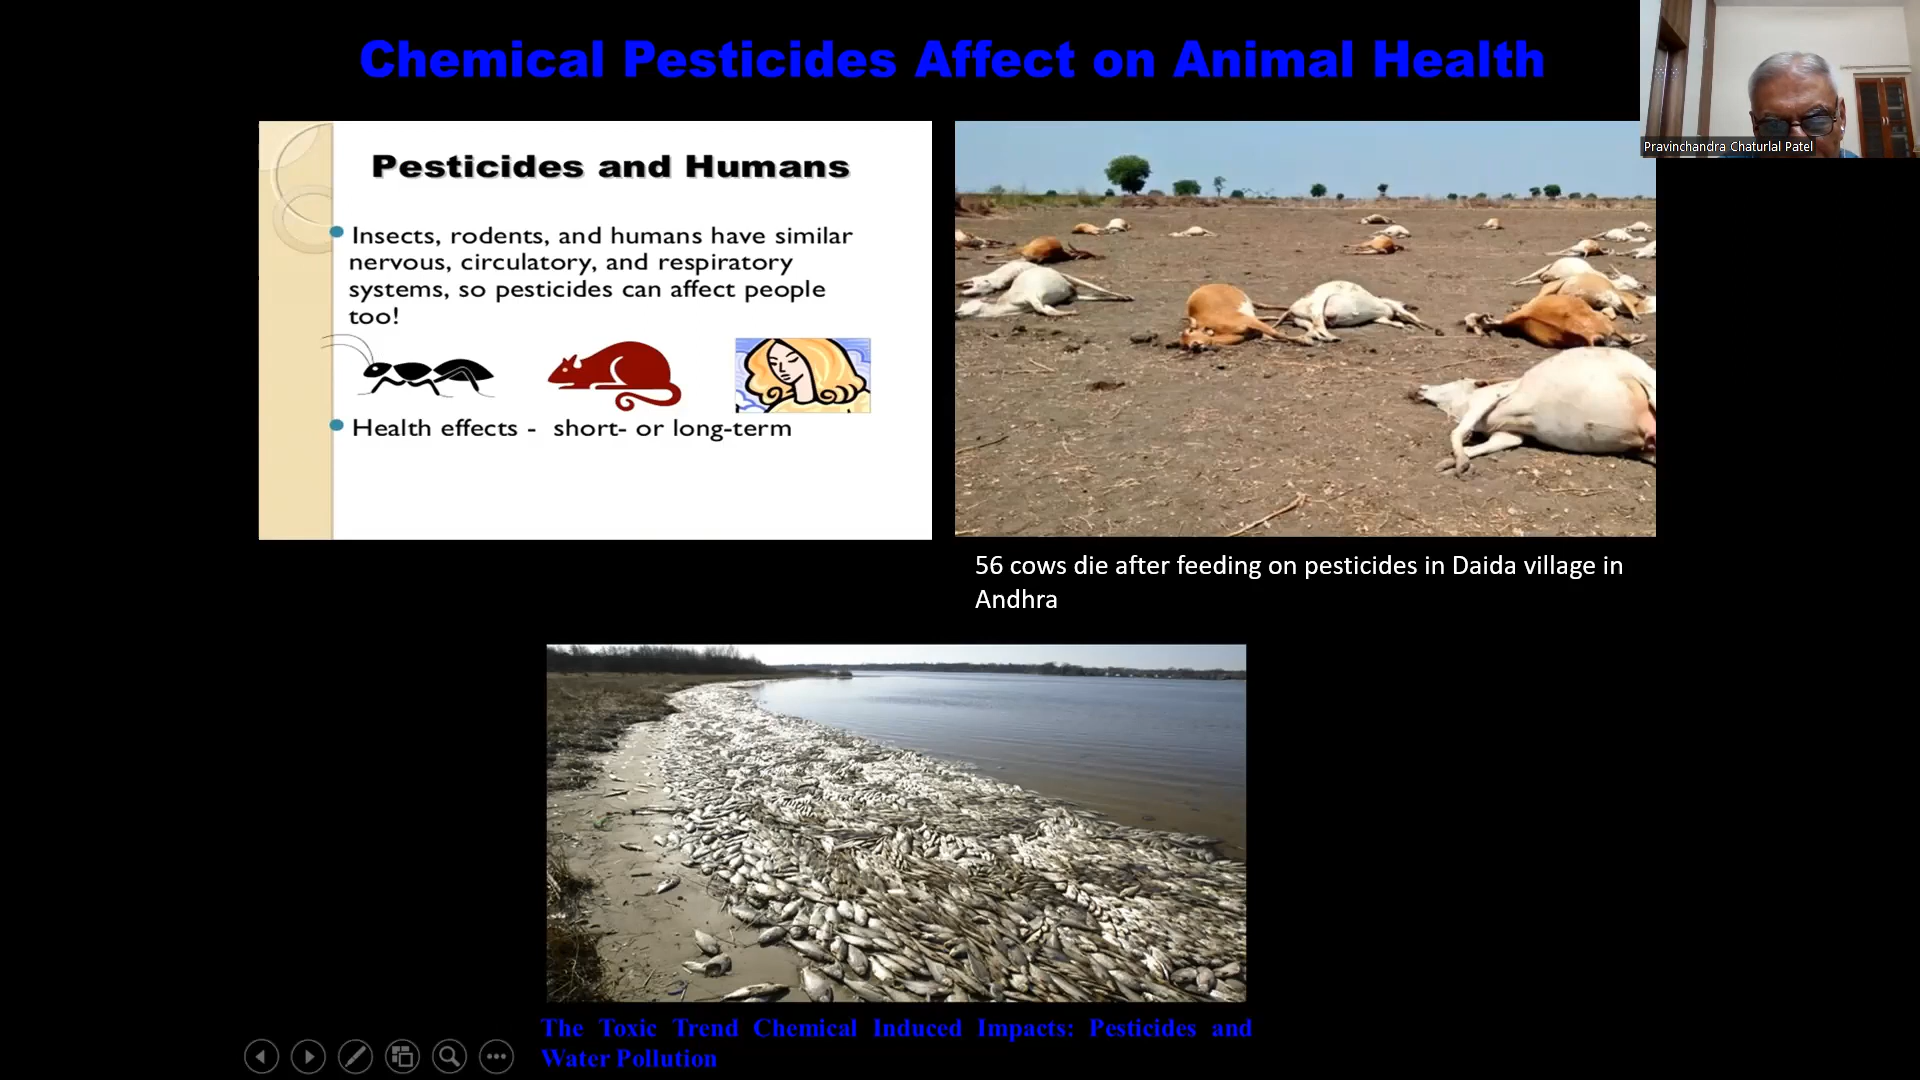 Chemical Pesticides Affect on Animal Health
Pravinchandra Chaturlal Patel
Pesticides and Humans
Insects, rodents, and humans have similar
nervous, circulatory, and respiratory
systems, so pesticides can affect people
too!
Health effects - short- or long-term
56 cows die after feeding on pesticides in Daida village in
Andhra
The Toxic Trend Chemical Induced Impacts: Pesticides and
Water Pollution